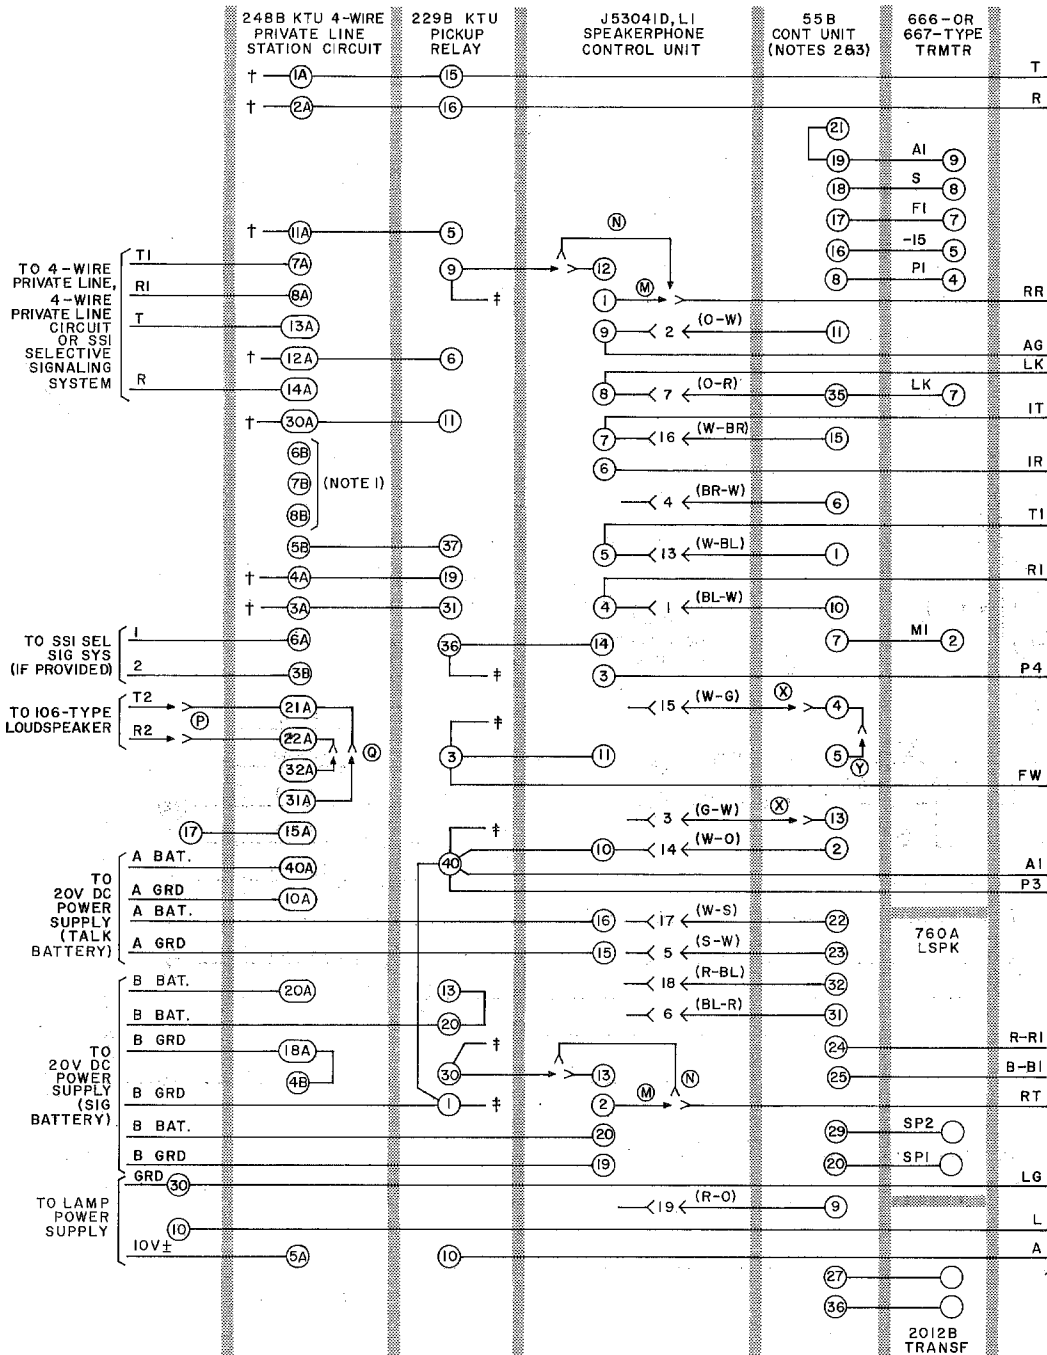 248B KTU 4-WIRE
PRIVATE LINE
STATION CIRCUIT
229B KTU
PICKUP
RELAY
J53041D, L1
SPEAKERPHONE
CONTROL UNIT
55B
CONT UNIT
(NOTES 2&3)
666- OR
667-TYPE
TRMTR
† 1A 15 T
† 2A 16 R
21
19 A1 9
18 S 8
17 F1 7
† 11A 5 N
16 -15 5
TO 4-WIRE
PRIVATE LINE,
4-WIRE
PRIVATE LINE
CIRCUIT
OR SS1
SELECTIVE
SIGNALING
SYSTEM
T1 7A 9 12
8 P1 4
‡
R1 8A 1 M RR
T 13A 9 2 (O-W) 11
AG
† 12A 6
LK
R 14A 8 7 (O-R) 35 LK 7
IT
† 30A 11
7 16 (W-BR) 15
6B
7B
8B
(NOTE 1)
6 IR
4 (BR-W) 6
T1
5B 37 5 13 (W-BL) 1
† 4A 19 R1
† 3A 31 4 1 (BL-W) 10
TO SS1 SEL
SIG SYS
(IF PROVIDED)
1 6A 36 14 7 M1 2
2 3B ‡ 3 P4
TO 106-TYPE
LOUDSPEAKER
T2 P 21A 15 (W-G) X 4
‡
R2 22A Q
3 11 5 Y
32A
FW
31A
3 (G-W) X 13
17 15A ‡
TO
20V DC
POWER
SUPPLY
(TALK
BATTERY)
A BAT. 40A 40 10 14 (W-O) 2
A1
P3
A GRD 10A
A BAT. 16 17 (W-S) 22
A GRD 15 5 (S-W) 23
760A
LSPK
TO
20V DC
POWER
SUPPLY
(SIG
BATTERY)
B BAT. 20A 13 18 (R-BL) 32
B BAT. 20 6 (BL-R) 31
B GRD 18A ‡ 24 R-R1
4B 30 13 N 25 B-B1
B GRD 1 ‡ 2 M RT
B BAT. 20 29 SP2
B GRD 19 20 SP1
TO LAMP
POWER
SUPPLY
GRD 30 LG
19 (R-O) 9
10 L
10V± 5A 10 A
27
36
2012B
TRANSF